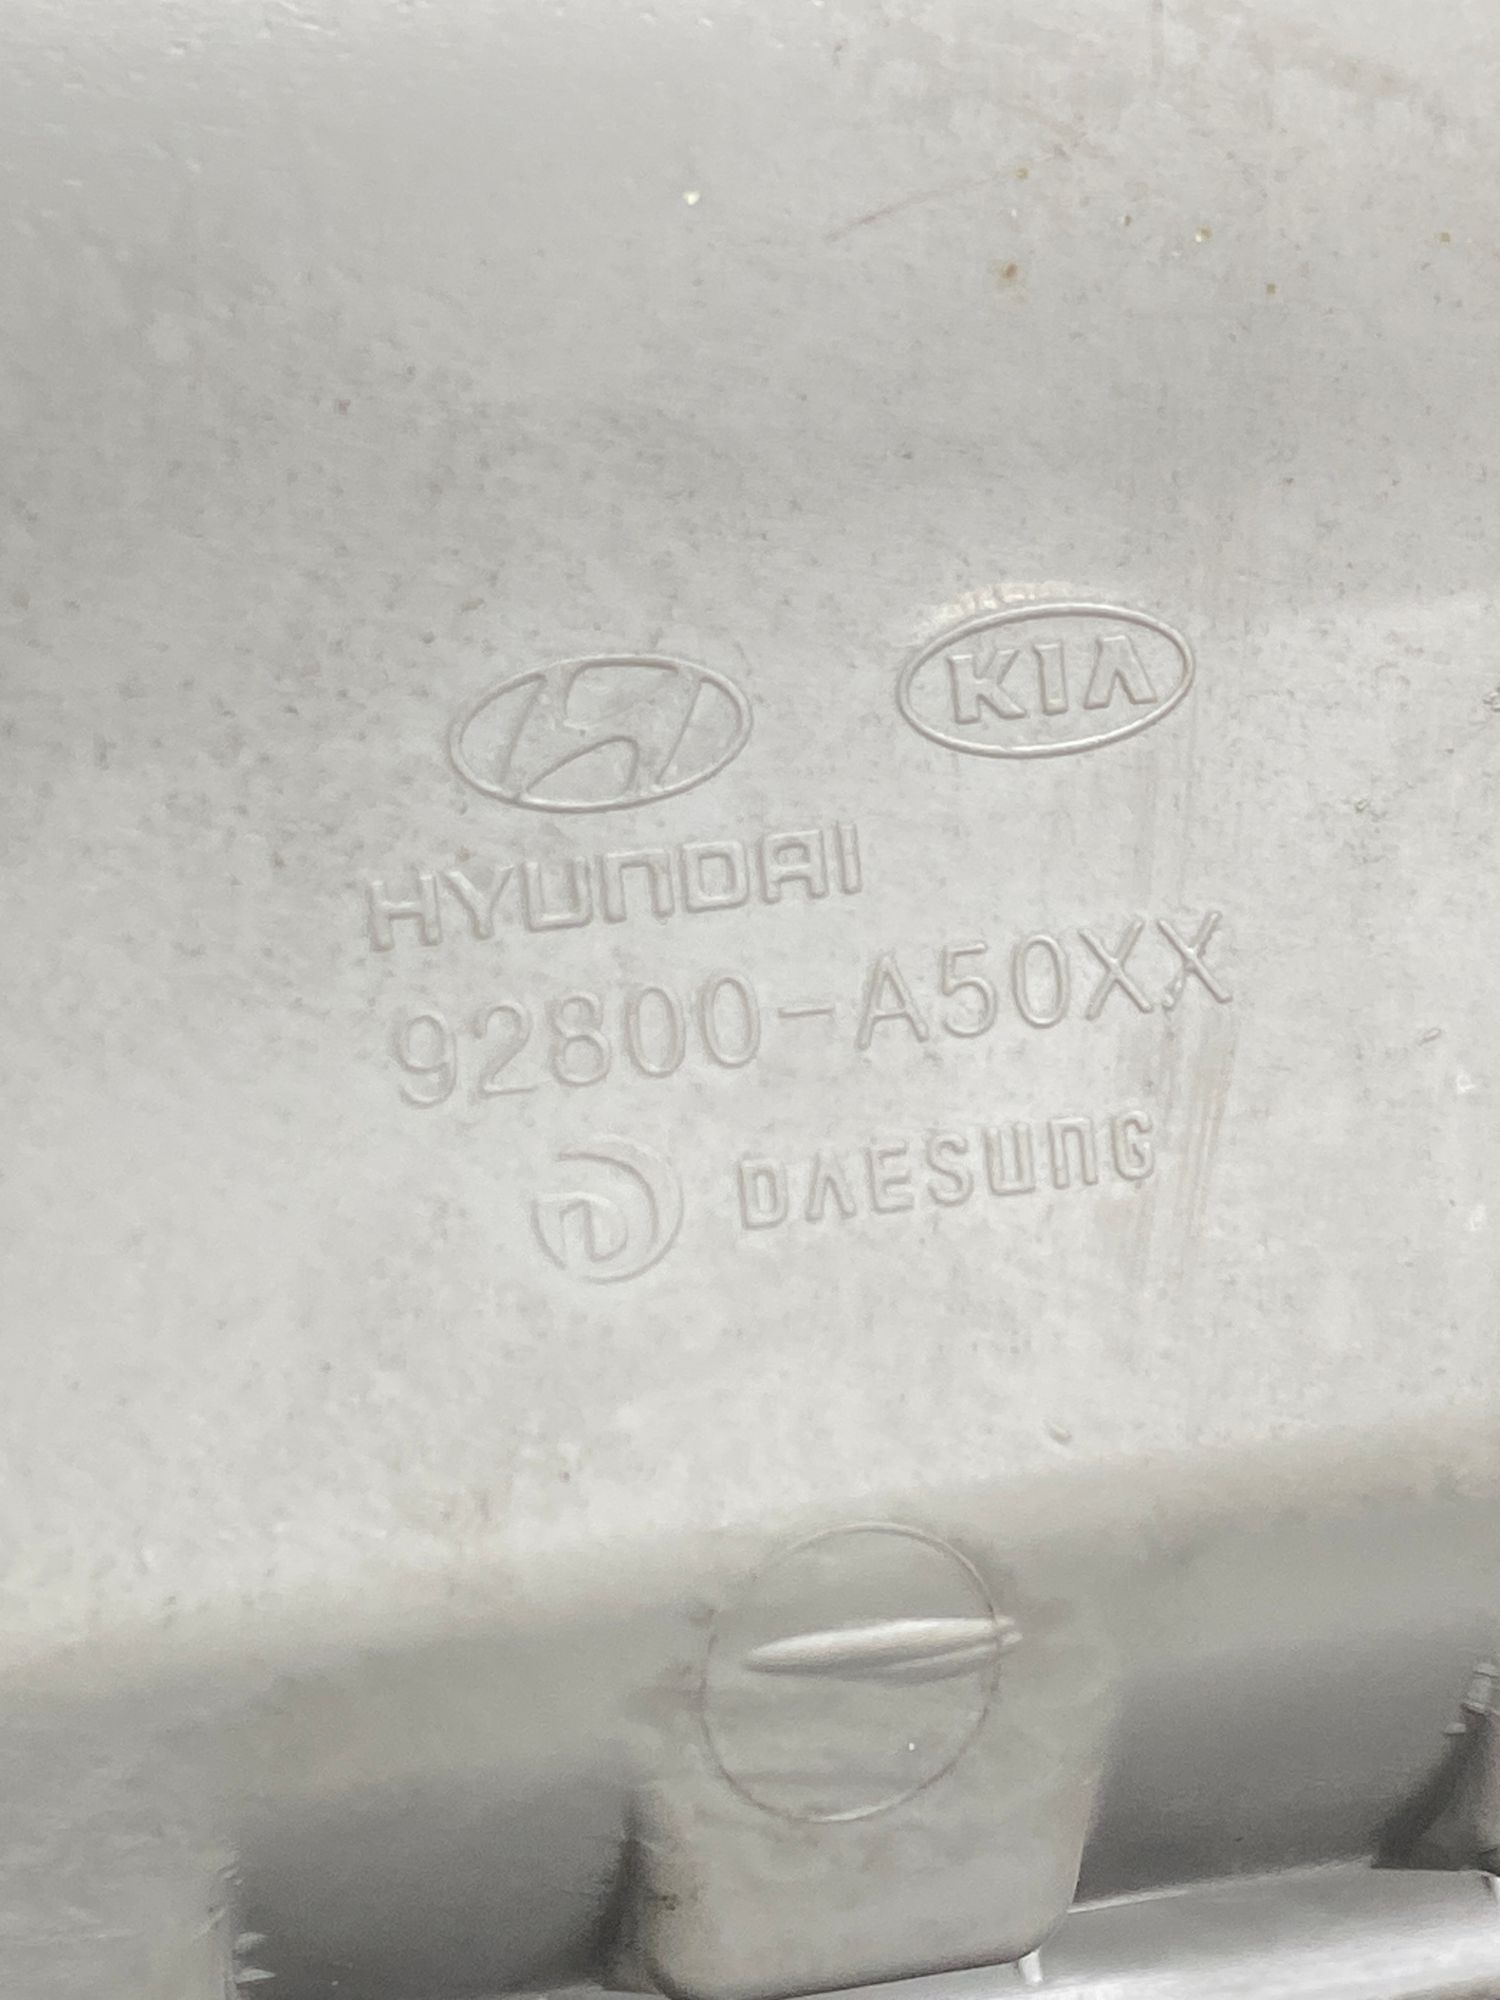 KIA
HYUNDAI
92800-A50XX
DAESUNG